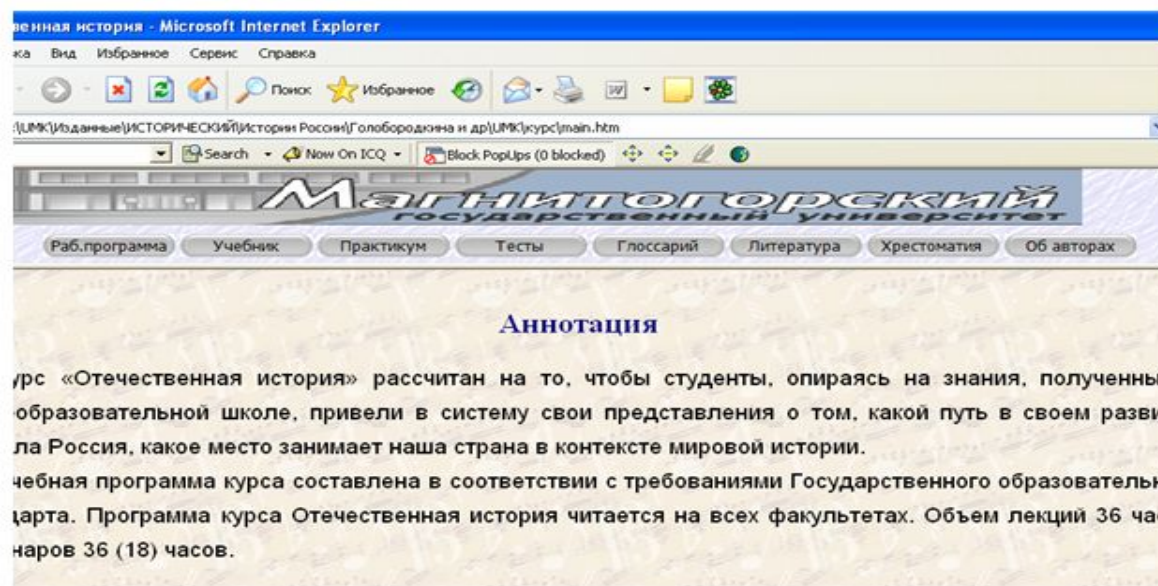 венная история - Microsoft Internet Explorer
ка Вид Избранное Сервис Справка
Поиск Избранное
:\UMK\Изданные\ИСТОРИЧЕСКИЙ\Истории России\Голобородкина и др\UMK\курс\main.htm
Search Now On ICQ Block PopUps (0 blocked)
Магнитогорский
государственный университет
Раб.программа Учебник Практикум Тесты Глоссарий Литература Хрестоматия Об авторах
Аннотация
урс «Отечественная история» рассчитан на то, чтобы студенты, опираясь на знания, полученны
образовательной школе, привели в систему свои представления о том, какой путь в своем разви
ла Россия, какое место занимает наша страна в контексте мировой истории.
чебная программа курса составлена в соответствии с требованиями Государственного образователь
дарта. Программа курса Отечественная история читается на всех факультетах. Объем лекций 36 ча
наров 36 (18) часов.